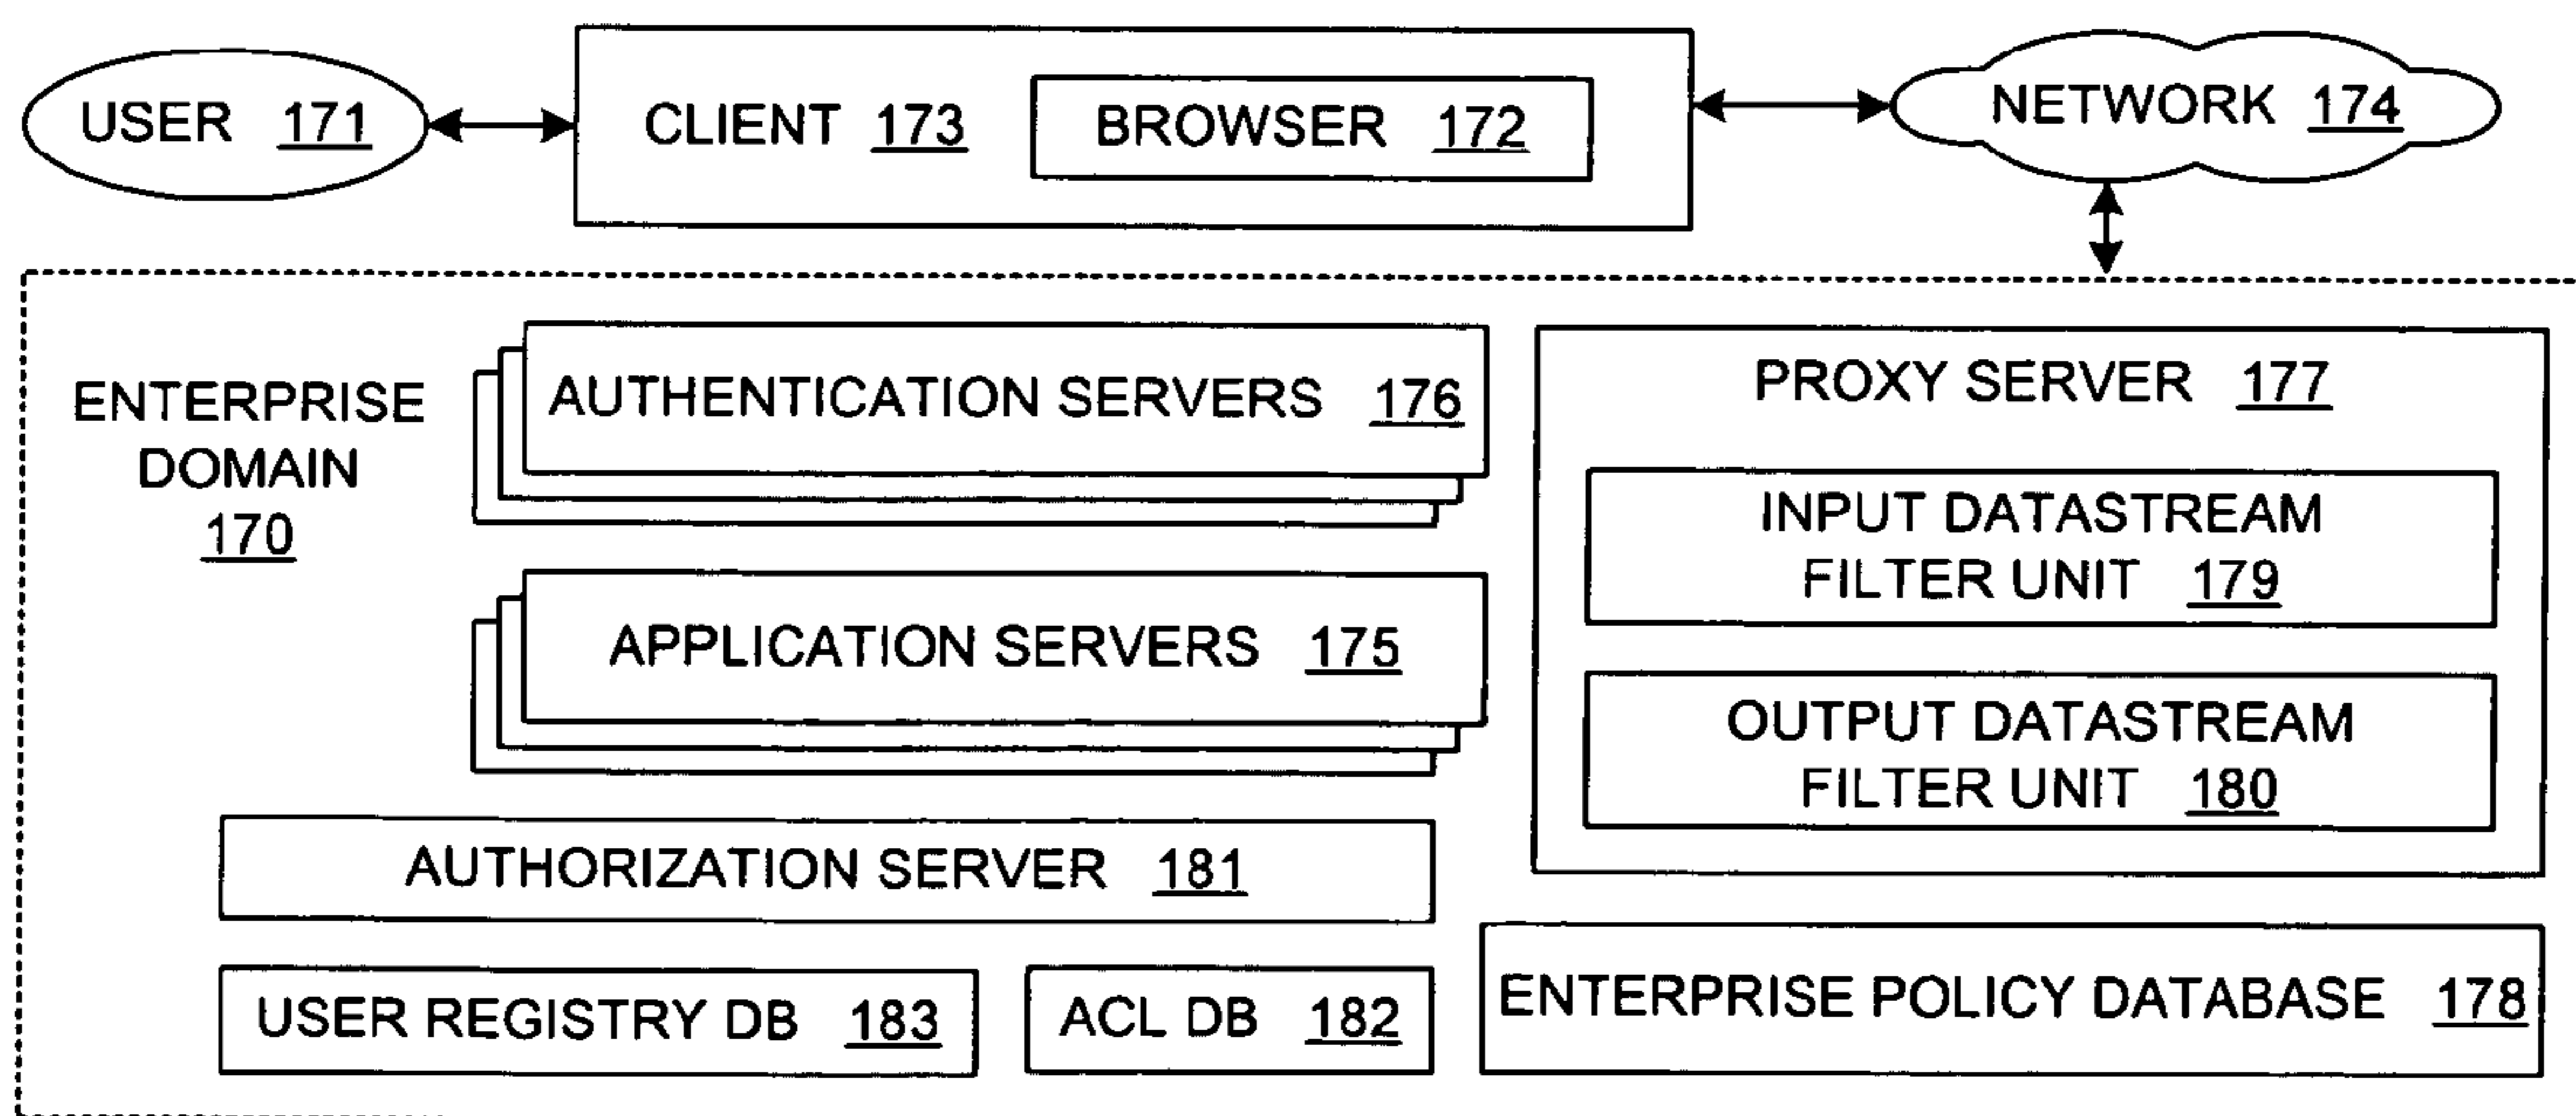 USER 171
CLIENT 173
BROWSER 172
NETWORK 174
ENTERPRISE
DOMAIN
170
AUTHENTICATION SERVERS 176
APPLICATION SERVERS 175
AUTHORIZATION SERVER 181
USER REGISTRY DB 183
ACL DB 182
PROXY SERVER 177
INPUT DATASTREAM
FILTER UNIT 179
OUTPUT DATASTREAM
FILTER UNIT 180
ENTERPRISE POLICY DATABASE 178